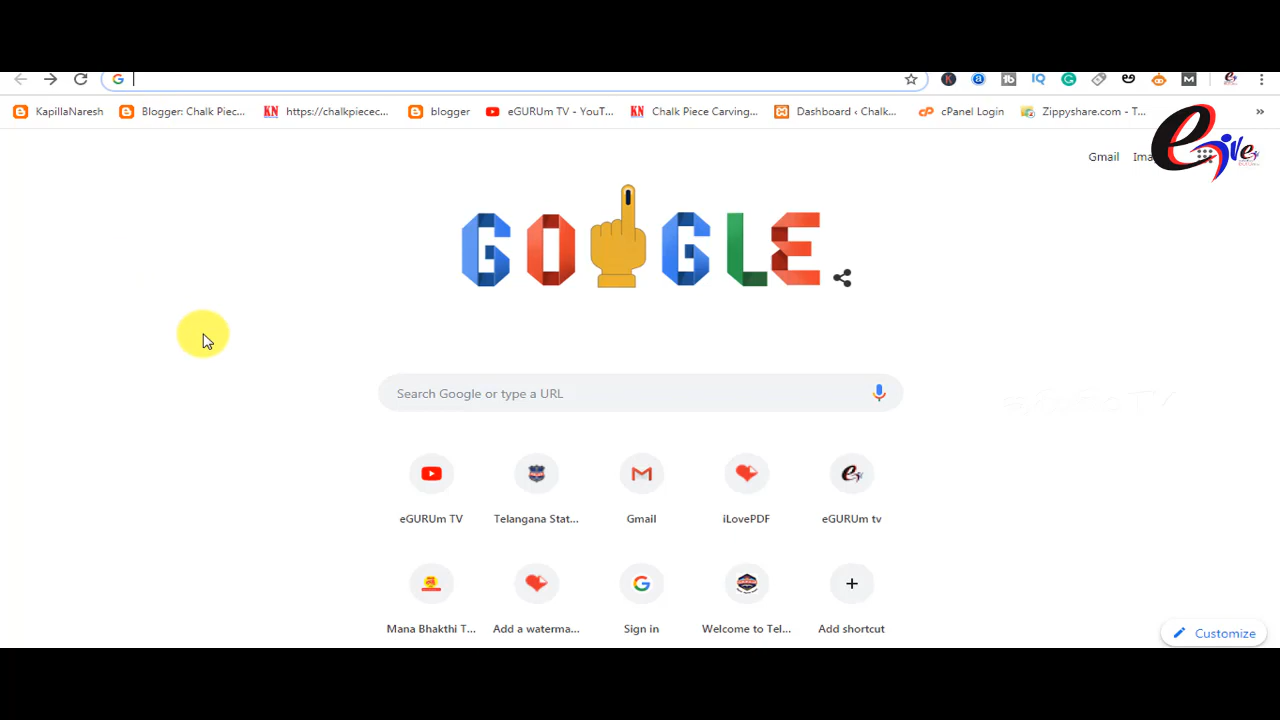 KapillaNaresh Blogger: Chalk Piec... https://chalkpiecec... blogger eGURUm TV - YouT... Chalk Piece Carving... Dashboard ‹ Chalk... cPanel Login Zippyshare.com - T... »
Gmail
GOOGLE
Search Google or type a URL
eGURUm TV Telangana Stat... Gmail iLovePDF eGURUm tv
Mana Bhakthi T... Add a waterma... Sign in Welcome to Tel... Add shortcut
Customize